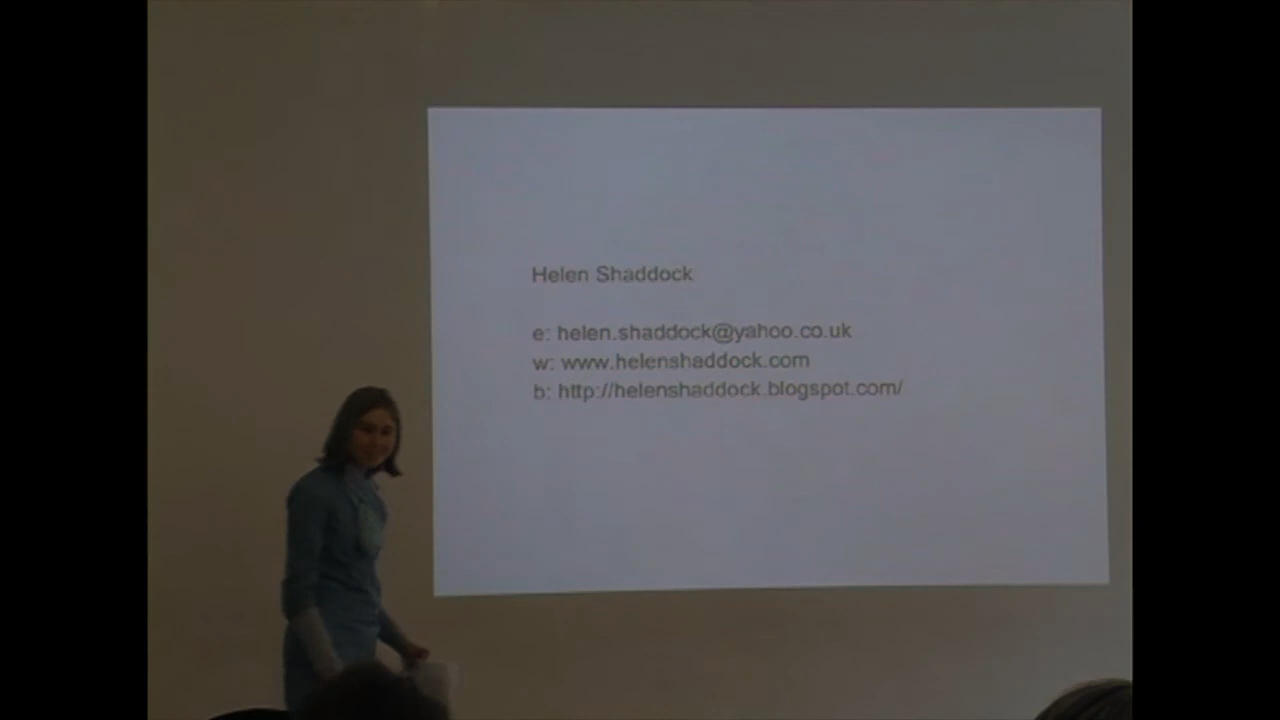 Helen Shaddock
e: helen.shaddock@yahoo.co.uk
w: www.helenshaddock.com
b: http://helenshaddock.blogspot.com/